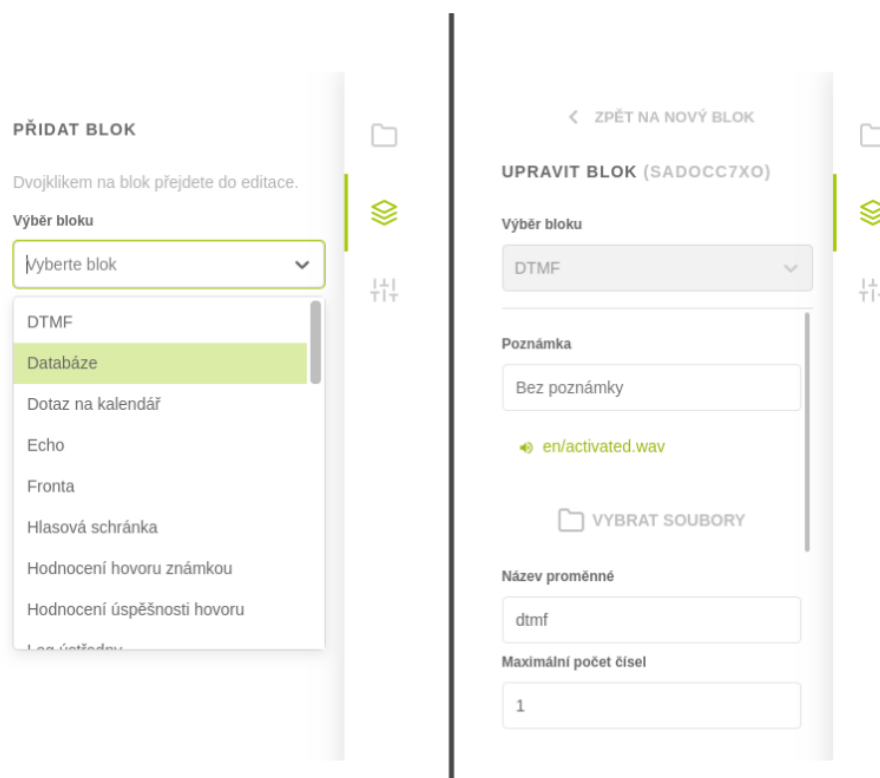 PŘIDAT BLOK
Dvojklikem na blok přejdete do editace.
Výběr bloku
Vyberte blok
DTMF
Databáze
Dotaz na kalendář
Echo
Fronta
Hlasová schránka
Hodnocení hovoru známkou
Hodnocení úspěšnosti hovoru
Log ústředny
ZPĚT NA NOVÝ BLOK
UPRAVIT BLOK (SADOCC7XO)
Výběr bloku
DTMF
Poznámka
Bez poznámky
en/activated.wav
VYBRAT SOUBORY
Název proměnné
dtmf
Maximální počet čísel
1